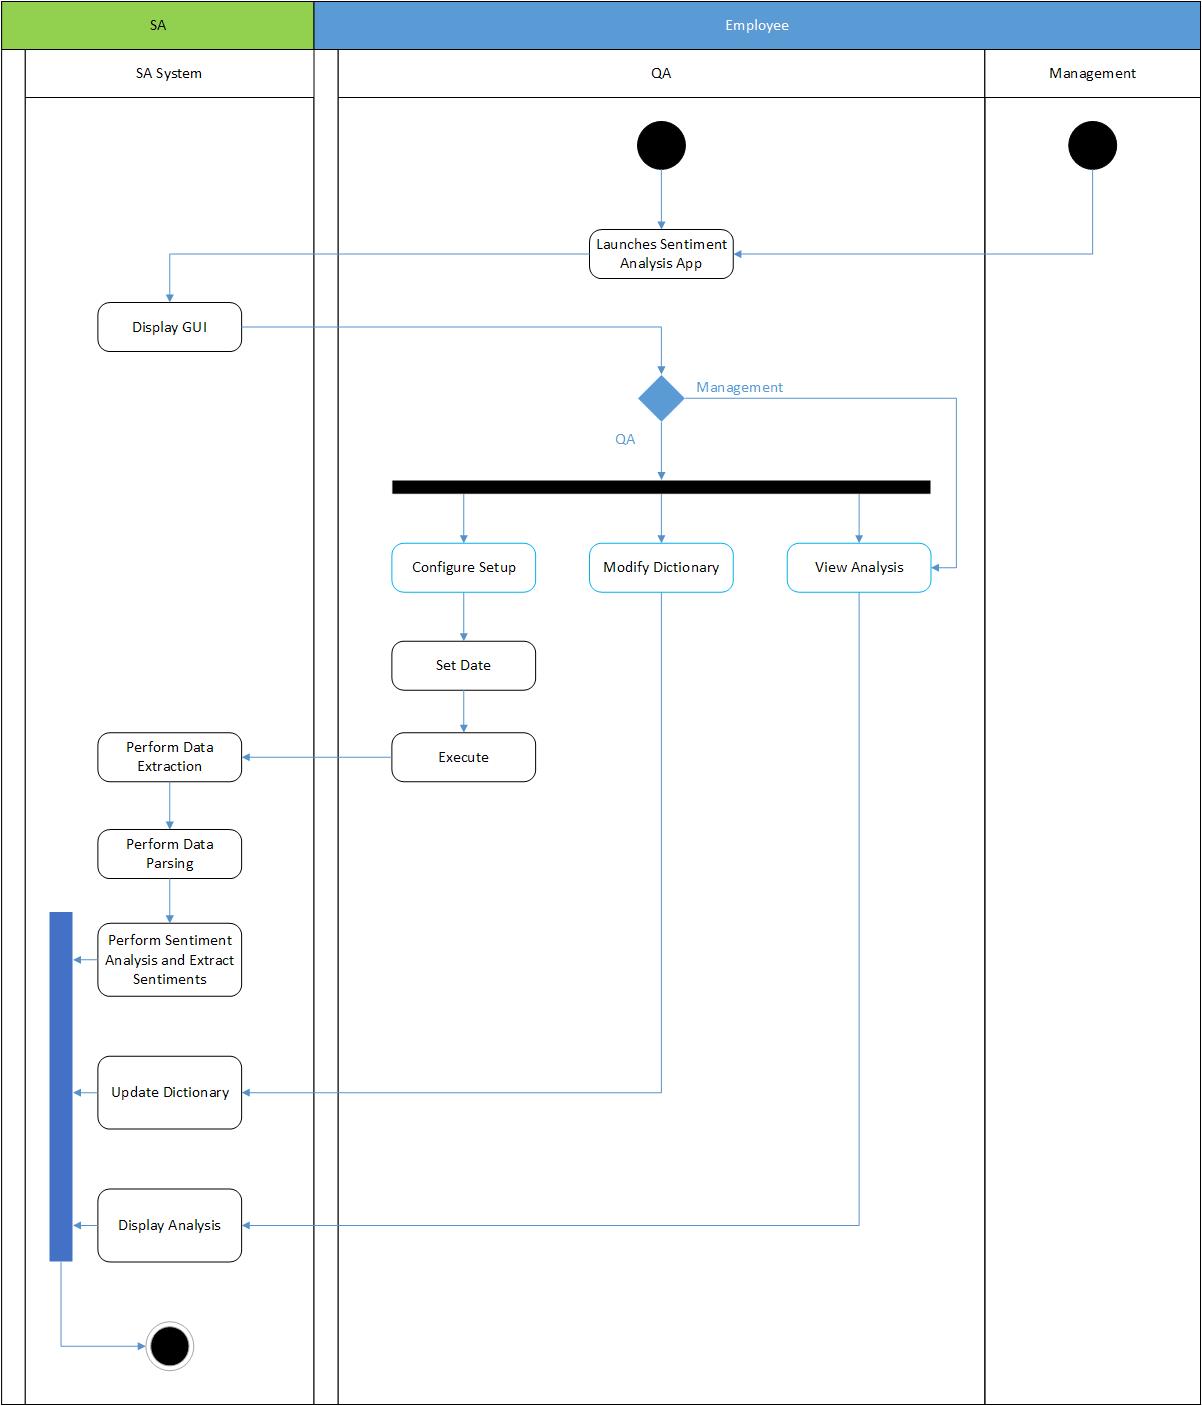 SA
Employee
SA System
QA
Management
Launches Sentiment
Analysis App
Display GUI
Management
QA
Configure Setup
Modify Dictionary
View Analysis
Set Date
Perform Data
Extraction
Execute
Perform Data
Parsing
Perform Sentiment
Analysis and Extract
Sentiments
Update Dictionary
Display Analysis